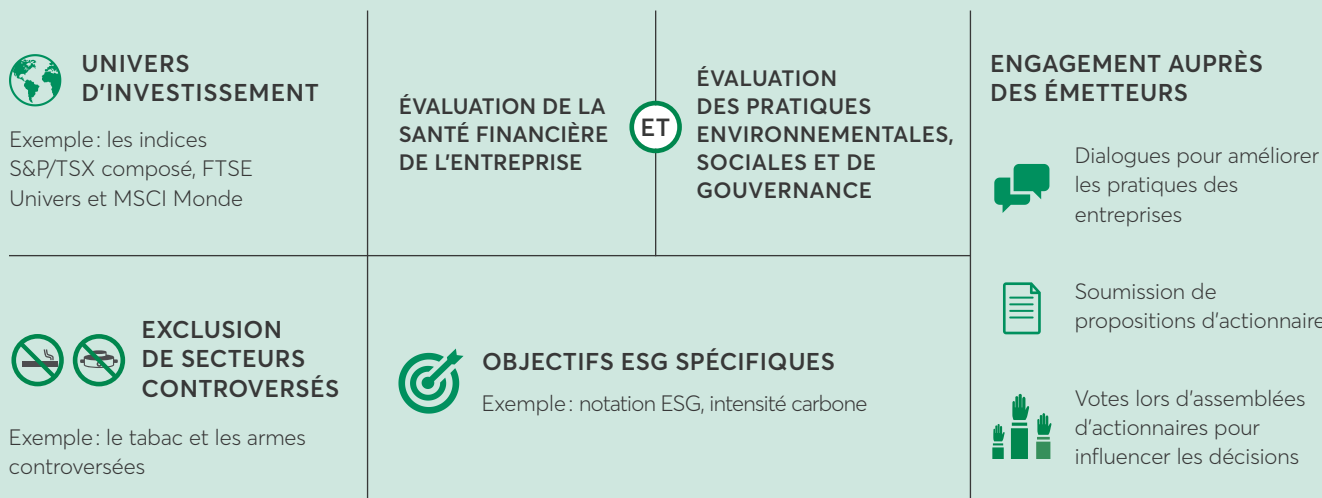 UNIVERS
D'INVESTISSEMENT
Exemple : les indices
S&P/TSX composé, FTSE
Univers et MSCI Monde
EXCLUSION
DE SECTEURS
CONTROVERSÉS
Exemple : le tabac et les armes
controversées
ÉVALUATION DE LA
SANTÉ FINANCIÈRE
DE L'ENTREPRISE
ET
ÉVALUATION
DES PRATIQUES
ENVIRONNEMENTALES,
SOCIALES ET DE
GOUVERNANCE
OBJECTIFS ESG SPÉCIFIQUES
Exemple : notation ESG, intensité carbone
ENGAGEMENT AUPRÈS
DES ÉMETTEURS
Dialogues pour améliorer
les pratiques des
entreprises
Soumission de
propositions d'actionnaire
Votes lors d'assemblées
d'actionnaires pour
influencer les décisions